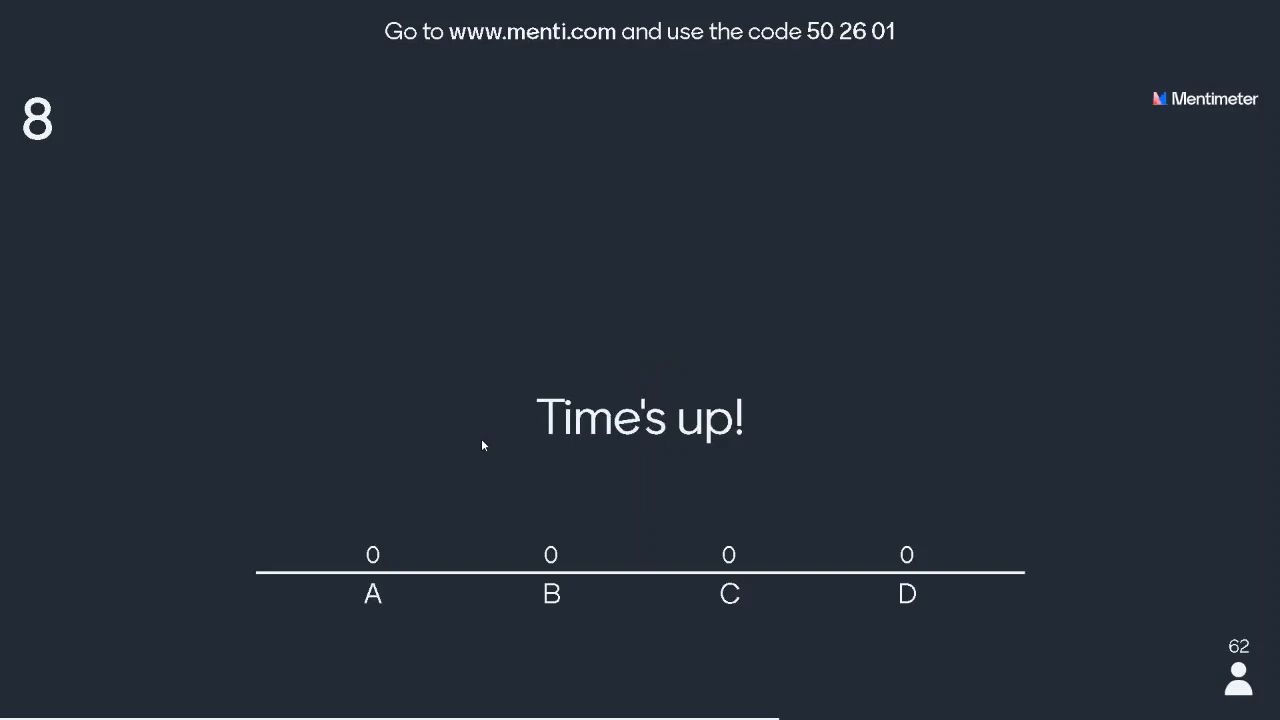 Go to www.menti.com and use the code 50 26 01
8
Mentimeter
Time's up!
0 0 0 0
A B C D
62